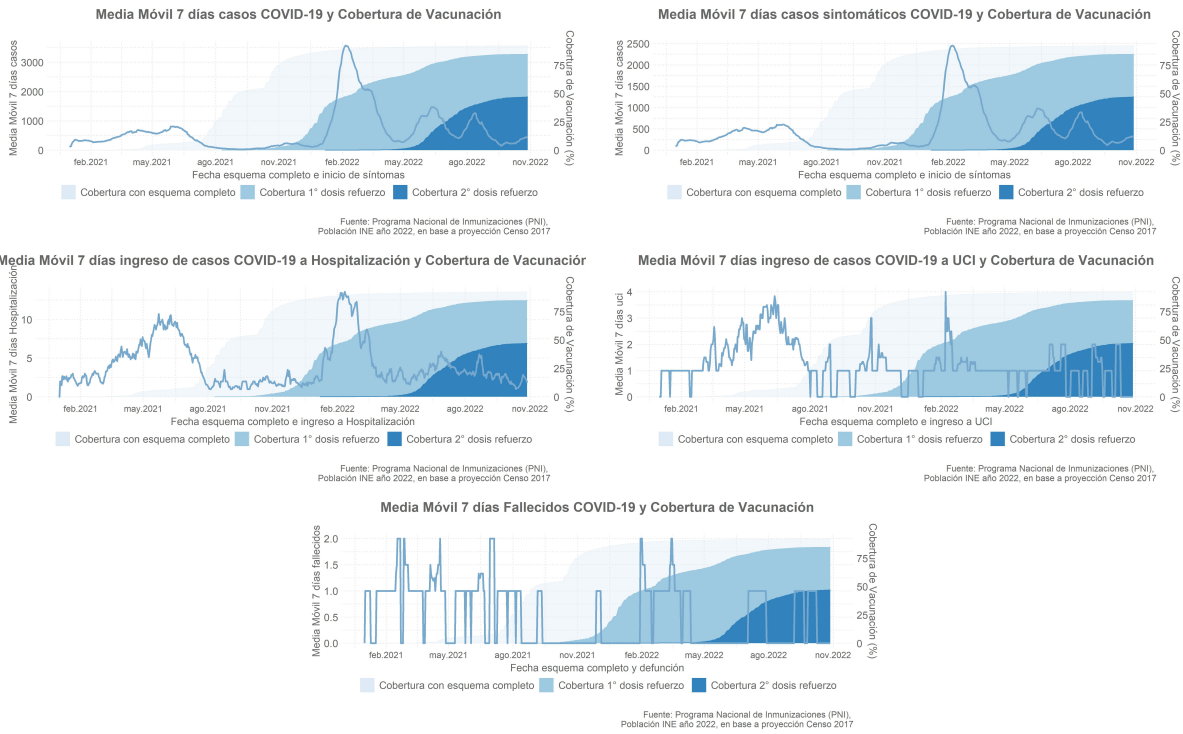 Media Móvil 7 días casos COVID-19 y Cobertura de Vacunación
Media Móvil 7 días casos
3000
2000
1000
0
Cobertura de Vacunación (%)
75
50
25
0
feb.2021
may.2021
ago.2021
nov.2021
feb.2022
may.2022
ago.2022
nov.2022
Fecha esquema completo e inicio de síntomas
Cobertura con esquema completo
Cobertura 1° dosis refuerzo
Cobertura 2° dosis refuerzo
Fuente: Programa Nacional de Inmunizaciones (PNI),
Población INE año 2022, en base a proyección Censo 2017
Media Móvil 7 días casos sintomáticos COVID-19 y Cobertura de Vacunación
Media Móvil 7 días casos
2500
2000
1500
1000
500
0
Cobertura de Vacunación (%)
75
50
25
0
feb.2021
may.2021
ago.2021
nov.2021
feb.2022
may.2022
ago.2022
nov.2022
Fecha esquema completo e inicio de síntomas
Cobertura con esquema completo
Cobertura 1° dosis refuerzo
Cobertura 2° dosis refuerzo
Fuente: Programa Nacional de Inmunizaciones (PNI),
Población INE año 2022, en base a proyección Censo 2017
Media Móvil 7 días ingreso de casos COVID-19 a Hospitalización y Cobertura de Vacunación
Media Móvil 7 días Hospitalización
10
5
0
Cobertura de Vacunación (%)
75
50
25
0
feb.2021
may.2021
ago.2021
nov.2021
feb.2022
may.2022
ago.2022
nov.2022
Fecha esquema completo e ingreso a Hospitalización
Cobertura con esquema completo
Cobertura 1° dosis refuerzo
Cobertura 2° dosis refuerzo
Fuente: Programa Nacional de Inmunizaciones (PNI),
Población INE año 2022, en base a proyección Censo 2017
Media Móvil 7 días ingreso de casos COVID-19 a UCI y Cobertura de Vacunación
Media Móvil 7 días uci
4
3
2
1
0
Cobertura de Vacunación (%)
75
50
25
0
feb.2021
may.2021
ago.2021
nov.2021
feb.2022
may.2022
ago.2022
nov.2022
Fecha esquema completo e ingreso a UCI
Cobertura con esquema completo
Cobertura 1° dosis refuerzo
Cobertura 2° dosis refuerzo
Fuente: Programa Nacional de Inmunizaciones (PNI),
Población INE año 2022, en base a proyección Censo 2017
Media Móvil 7 días Fallecidos COVID-19 y Cobertura de Vacunación
Media Móvil 7 días fallecidos
2.0
1.5
1.0
0.5
0.0
Cobertura de Vacunación (%)
75
50
25
0
feb.2021
may.2021
ago.2021
nov.2021
feb.2022
may.2022
ago.2022
nov.2022
Fecha esquema completo y defunción
Cobertura con esquema completo
Cobertura 1° dosis refuerzo
Cobertura 2° dosis refuerzo
Fuente: Programa Nacional de Inmunizaciones (PNI),
Población INE año 2022, en base a proyección Censo 2017